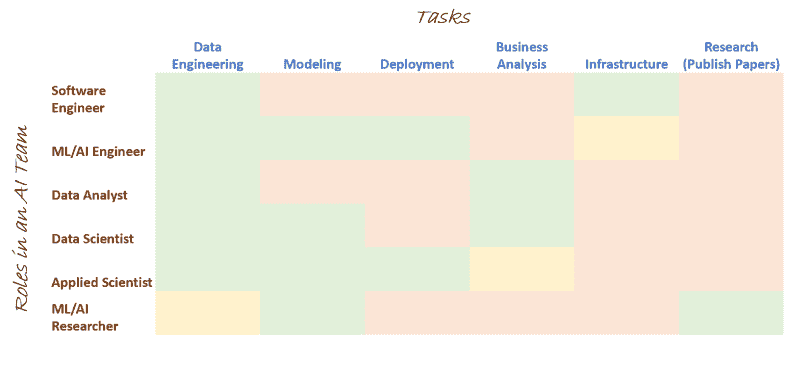 Tasks
Data
Engineering
Modeling
Deployment
Business
Analysis
Infrastructure
Research
(Publish Papers)
Roles in an AI Team
Software
Engineer
ML/AI Engineer
Data Analyst
Data Scientist
Applied Scientist
ML/AI
Researcher